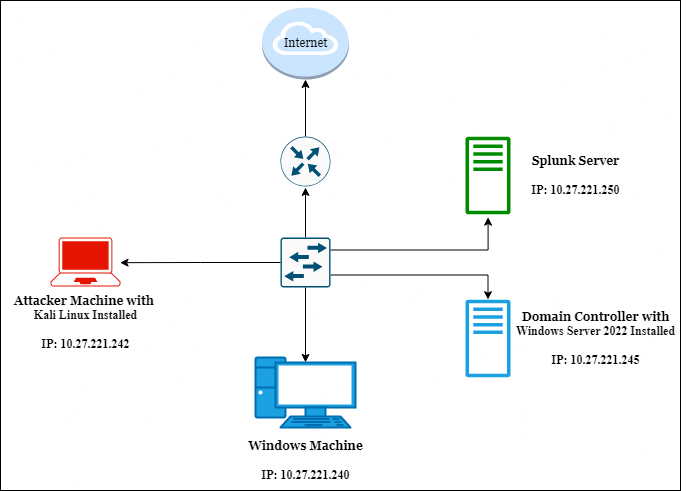 Internet
Splunk Server
IP: 10.27.221.250
Attacker Machine with
Kali Linux Installed
IP: 10.27.221.242
Domain Controller with
Windows Server 2022 Installed
IP: 10.27.221.245
Windows Machine
IP: 10.27.221.240